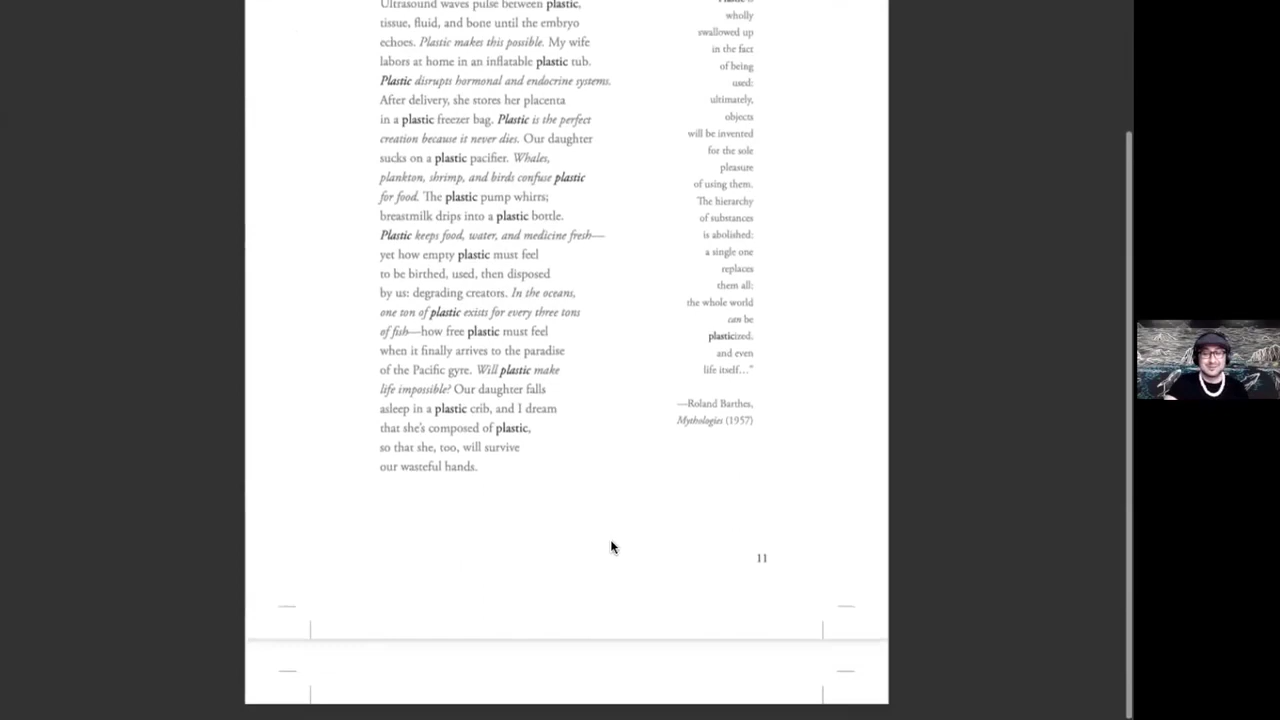 Ultrasound waves pulse between plastic,
tissue, fluid, and bone until the embryo
echoes. Plastic makes this possible. My wife
labors at home in an inflatable plastic tub.
Plastic disrupts hormonal and endocrine systems.
After delivery, she stores her placenta
in a plastic freezer bag. Plastic is the perfect
creation because it never dies. Our daughter
sucks on a plastic pacifier. Whales,
plankton, shrimp, and birds confuse plastic
for food. The plastic pump whirrs;
breastmilk drips into a plastic bottle.
Plastic keeps food, water, and medicine fresh—
yet how empty plastic must feel
to be birthed, used, then disposed
by us: degrading creators. In the oceans,
one ton of plastic exists for every three tons
of fish—how free plastic must feel
when it finally arrives to the paradise
of the Pacific gyre. Will plastic make
life impossible? Our daughter falls
asleep in a plastic crib, and I dream
that she's composed of plastic,
so that she, too, will survive
our wasteful hands.
Plastic is
wholly
swallowed up
in the fact
of being
used:
ultimately,
objects
will be invented
for the sole
pleasure
of using them.
The hierarchy
of substances
is abolished:
a single one
replaces
them all:
the whole world
can be
plasticized,
and even
life itself…"
—Roland Barthes,
Mythologies (1957)
11